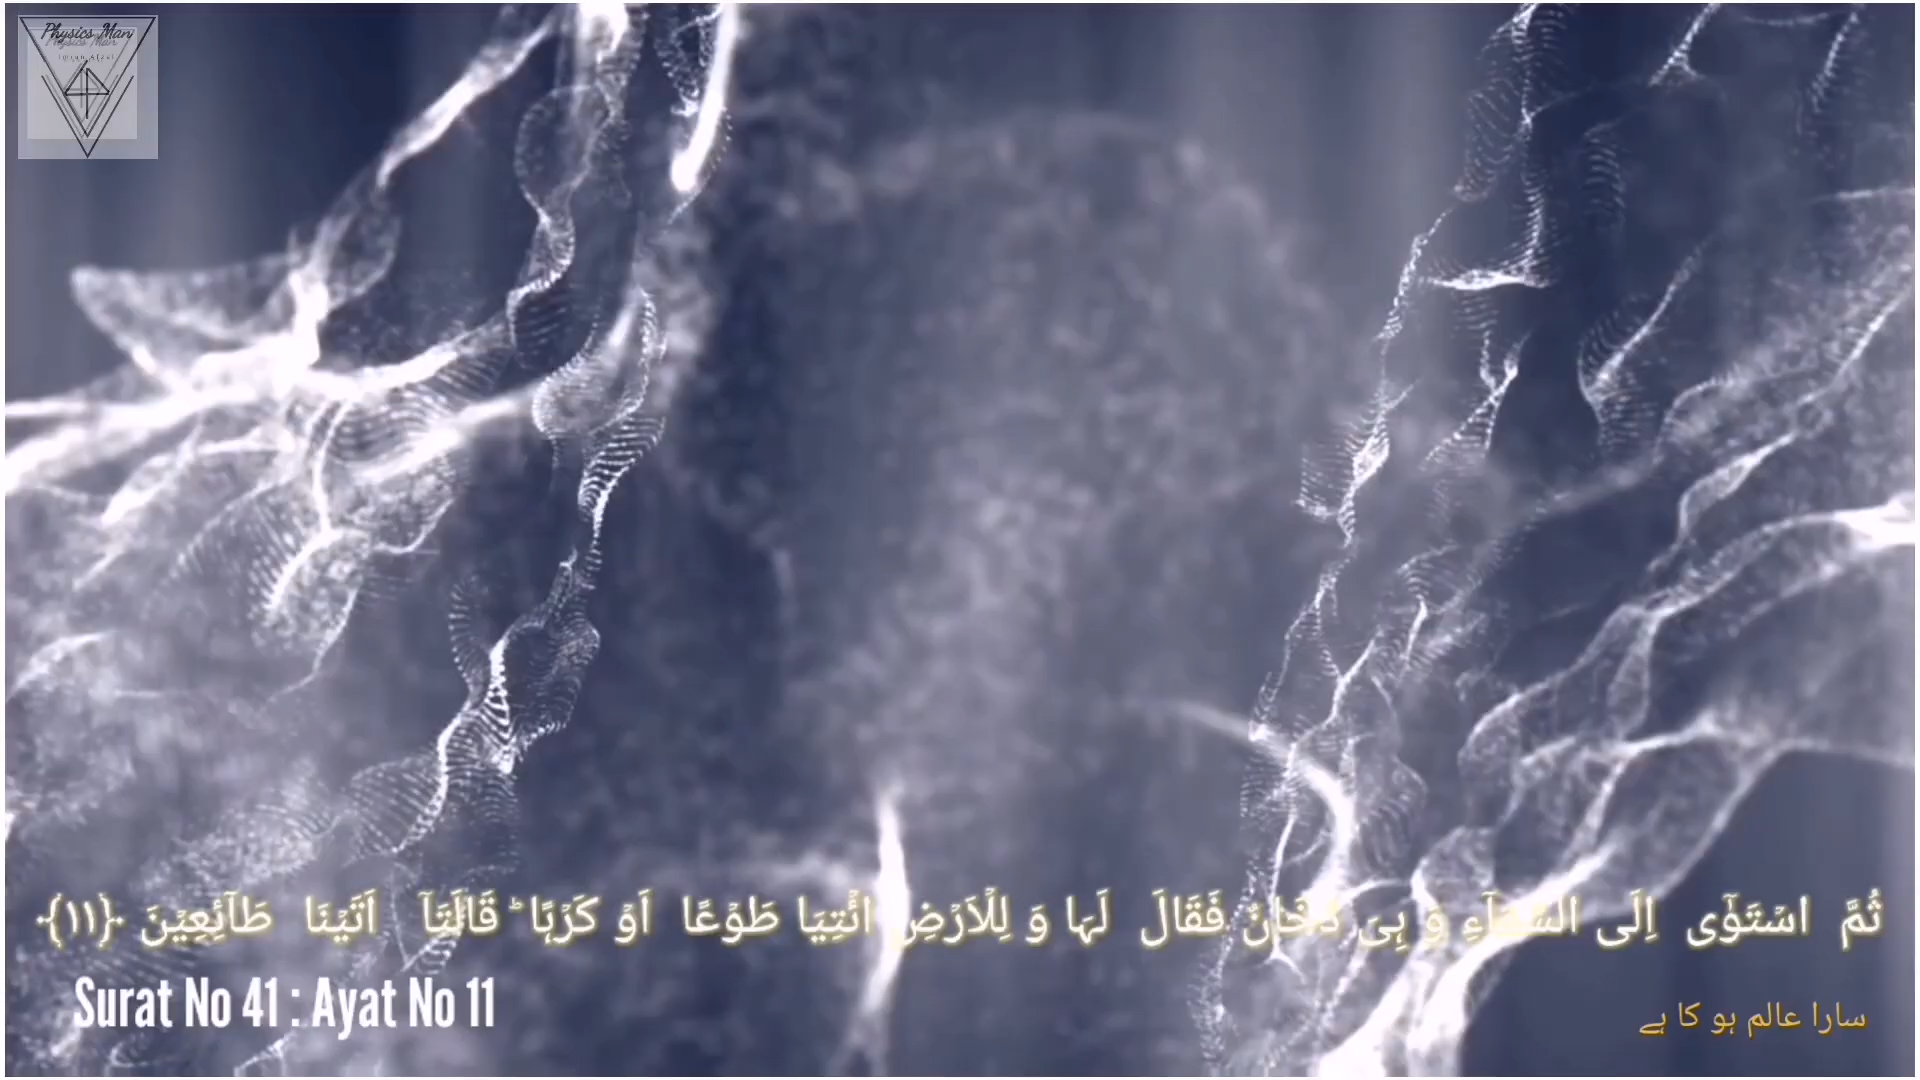 Physics Man
ثُمَّ اسۡتَوٰۤی اِلَی السَّمَآءِ وَ ہِیَ دُخَانٌ فَقَالَ لَہَا وَ لِلۡاَرۡضِ ائۡتِیَا طَوۡعًا اَوۡ کَرۡہًا ؕ قَالَتَاۤ اَتَیۡنَا طَآئِعِیۡنَ ﴿۱۱﴾
Surat No 41 : Ayat No 11
سارا عالم ہو کا ہے